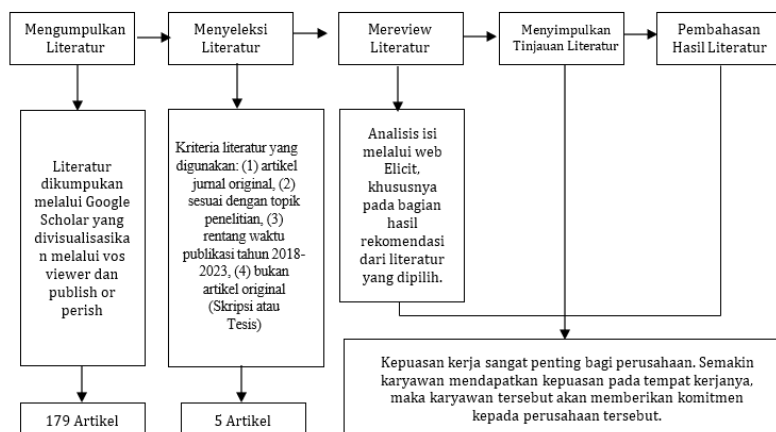 Mengumpulkan
Literatur
Menyeleksi
Literatur
Mereview
Literatur
Menyimpulkan
Tinjauan Literatur
Pembahasan
Hasil Literatur
Literatur
dikumpukan
melalui Google
Scholar yang
divisualisasika
n melalui vos
viewer dan
publish or
perish
Kriteria literatur yang
digunakan: (1) artikel
jurnal original, (2)
sesuai dengan topik
penelitian, (3)
rentang waktu
publikasi tahun 2018-
2023, (4) bukan
artikel original
(Skripsi atau
Tesis)
Analisis isi
melalui web
Elicit,
khususnya
pada bagian
hasil
rekomendasi
dari literatur
yang dipilih.
Kepuasan kerja sangat penting bagi perusahaan. Semakin
karyawan mendapatkan kepuasan pada tempat kerjanya,
maka karyawan tersebut akan memberikan komitmen
kepada perusahaan tersebut.
179 Artikel
5 Artikel